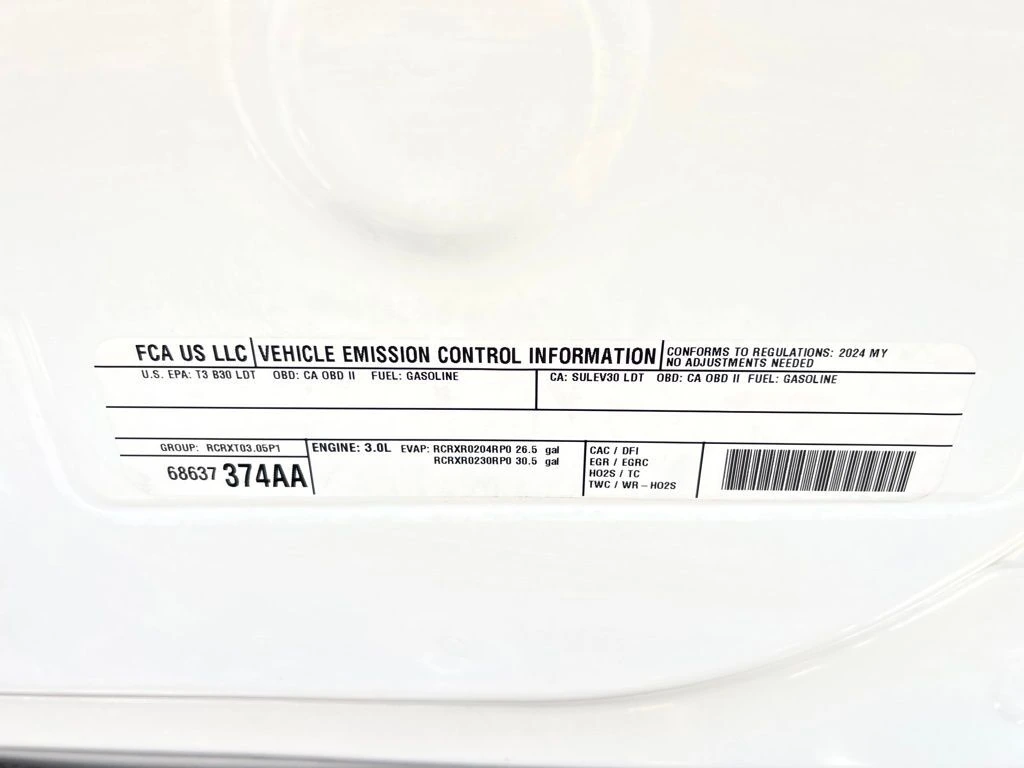 FCA US LLC VEHICLE EMISSION CONTROL INFORMATION CONFORMS TO REGULATIONS: 2024 MY
NO ADJUSTMENTS NEEDED
U.S. EPA: T3 B30 LDT OBD: CA OBD II FUEL: GASOLINE
CA: SULEV30 LDT OBD: CA OBD II FUEL: GASOLINE
GROUP: RCRXT03.05P1
68637 374AA
ENGINE: 3.0L EVAP: RCRXR0204RP0 26.5 gal
RCRXR0230RP0 30.5 gal
CAC / DFI
EGR / EGRC
HO2S / TC
TWC / WR-HO2S